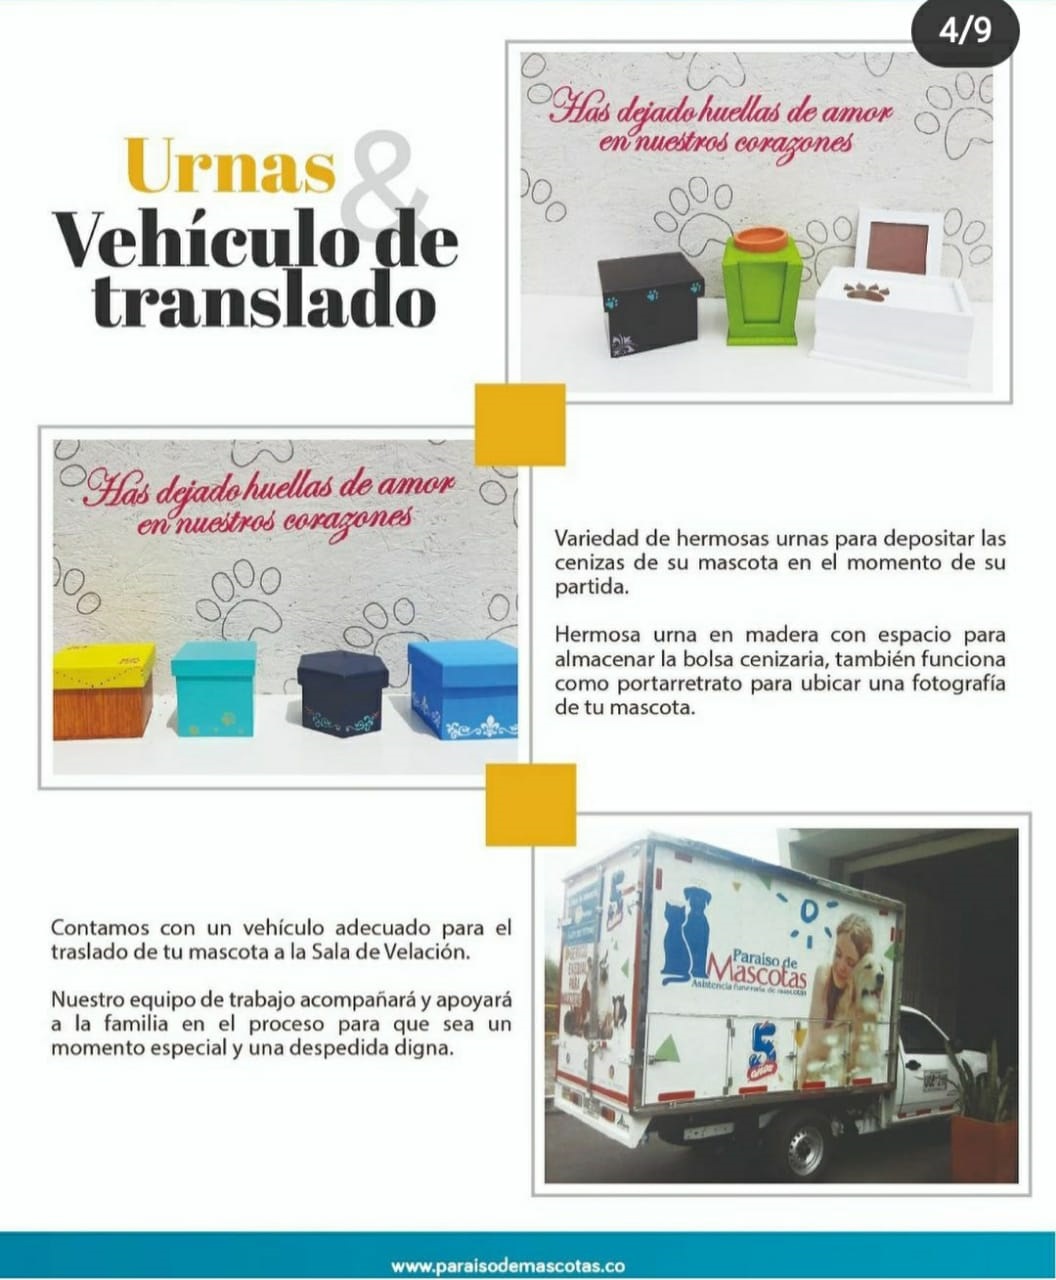 4/9
Urnas &
Vehículo de
translado
Has dejado huellas de amor
en nuestros corazones
Has dejado huellas de amor
en nuestros corazones
Variedad de hermosas urnas para depositar las
cenizas de su mascota en el momento de su
partida.
Hermosa urna en madera con espacio para
almacenar la bolsa cenizaria, también funciona
como portarretrato para ubicar una fotografía
de tu mascota.
Contamos con un vehículo adecuado para el
traslado de tu mascota a la Sala de Velación.
Nuestro equipo de trabajo acompañará y apoyará
a la familia en el proceso para que sea un
momento especial y una despedida digna.
Paraiso de
Mascotas
Asistencia funeraria de mascotas
5
años
www.paraisodemascotas.co